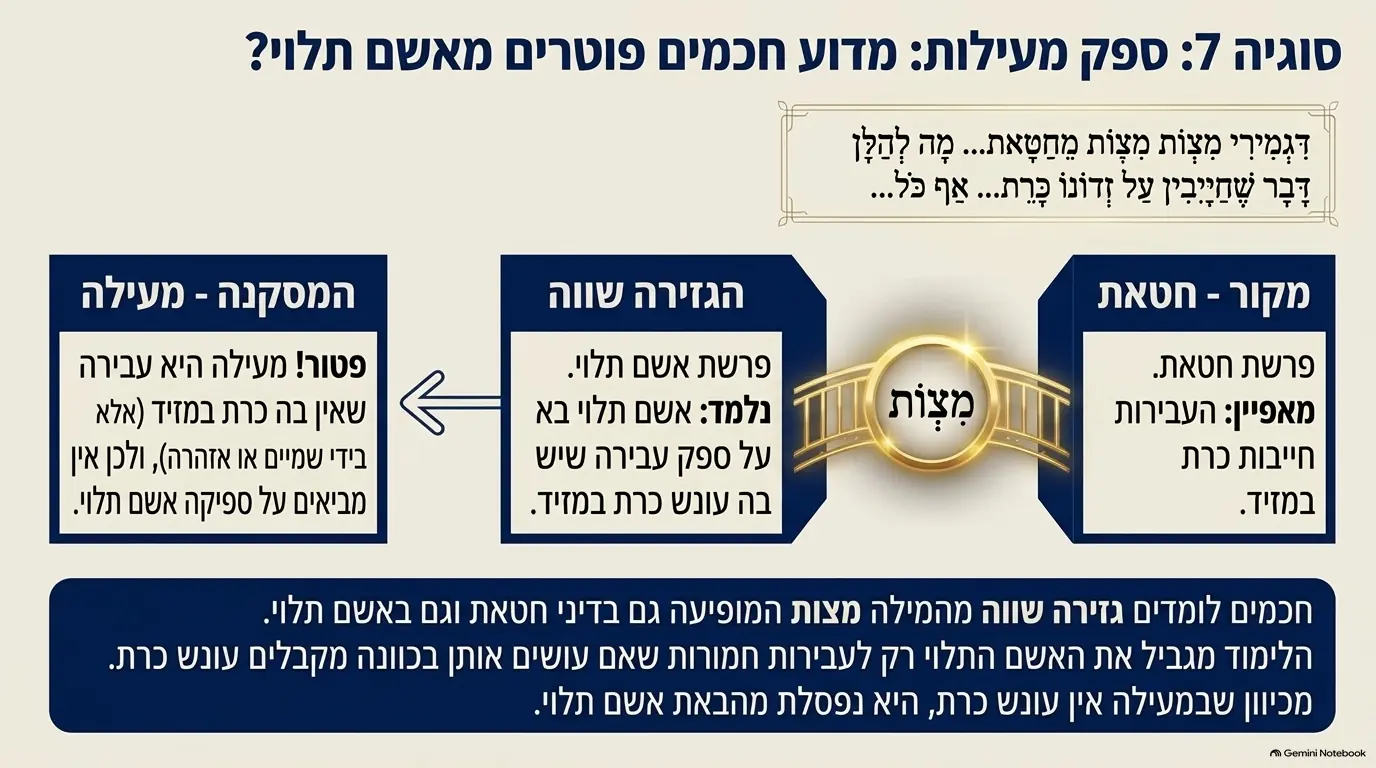 סוגיה 7: ספק מעילות: מדוע חכמים פוטרים מאשם תלוי?
דִּגְמִירִי מִצְוֹת מִצְוֹת מֵחַטָּאת... מָה לְהַלָּן
דָּבָר שֶׁחַיָּיבִין עַל זְדוֹנוֹ כָּרֵת... אַף כֹּל...
מקור - חטאת
פרשת חטאת.
מאפיין: העבירות
חייבות כרת
במזיד.
מִצְוֹת
הגזירה שווה
פרשת אשם תלוי.
נלמד: אשם תלוי בא
על ספק עבירה שיש
בה עונש כרת במזיד.
המסקנה - מעילה
פטור! מעילה היא עבירה
שאין בה כרת במזיד (אלא
בידי שמיים או אזהרה), ולכן אין
מביאים על ספיקה אשם תלוי.
חכמים לומדים גזירה שווה מהמילה מצות המופיעה גם בדיני חטאת וגם באשם תלוי.
הלימוד מגביל את האשם התלוי רק לעבירות חמורות שאם עושים אותן בכוונה מקבלים עונש כרת.
מכיוון שבמעילה אין עונש כרת, היא נפסלת מהבאת אשם תלוי.
Gemini Notebook